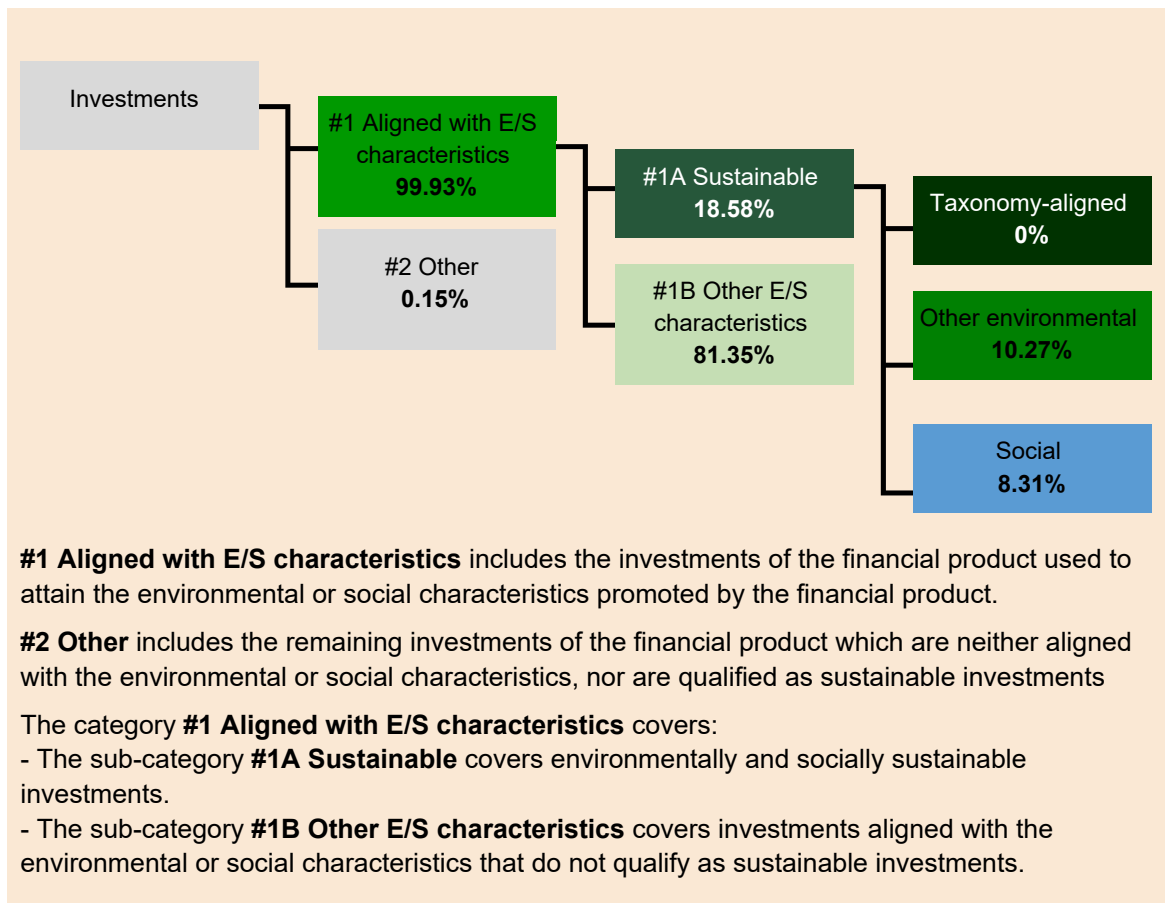 Investments
#1 Aligned with E/S
characteristics
99.93%
#2 Other
0.15%
#1A Sustainable
18.58%
#1B Other E/S
characteristics
81.35%
Taxonomy-aligned
0%
Other environmental
10.27%
Social
8.31%
#1 Aligned with E/S characteristics includes the investments of the financial product used to
attain the environmental or social characteristics promoted by the financial product.
#2 Other includes the remaining investments of the financial product which are neither aligned
with the environmental or social characteristics, nor are qualified as sustainable investments
The category #1 Aligned with E/S characteristics covers:
- The sub-category #1A Sustainable covers environmentally and socially sustainable
investments.
- The sub-category #1B Other E/S characteristics covers investments aligned with the
environmental or social characteristics that do not qualify as sustainable investments.